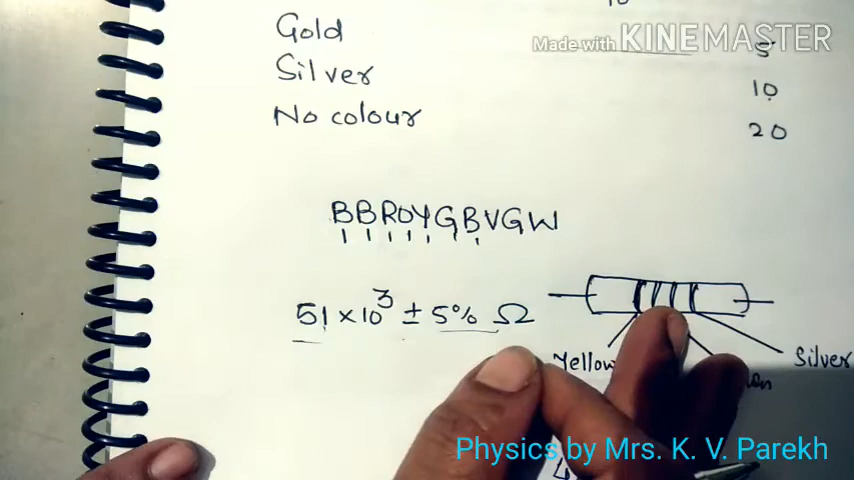 Gold
Made with KINEMASTER
5
Silver
10
No colour
20
BBROYGBVGW
51 × 10³ ± 5% Ω
Yellow
Silver
Physics by Mrs. K. V. Parekh